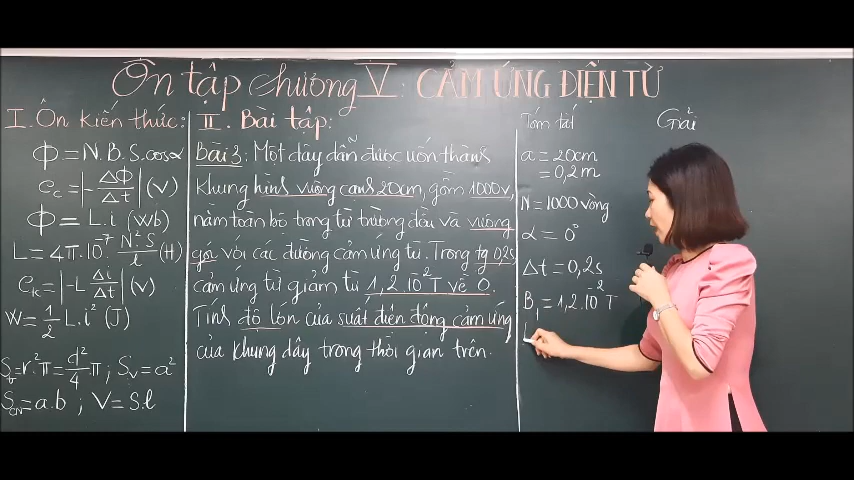 Ôn tập chương V: CẢM ỨNG ĐIỆN TỪ
I. Ôn kiến thức:
Φ = N.B.S.cosα
e_c = |-ΔΦ/Δt| (V)
Φ = L.i (Wb)
L = 4π.10⁻⁷ N².S/l (H)
e_tc = |-L Δi/Δt| (V)
W = 1/2 L.i² (J)
S_tr = r².π = d²/4 π ; S_V = a²
S_CN = a.b ; V = S.l
II. Bài tập:
Bài 3: Một dây dẫn được uốn thành
khung hình vuông cạnh 20cm, gồm 1000v,
nằm toàn bộ trong từ trường đều và vuông
góc với các đường cảm ứng từ. Trong tg 0,2s
cảm ứng từ giảm từ 1,2.10⁻² T về 0.
Tính độ lớn của suất điện động cảm ứng
của khung dây trong thời gian trên.
Tóm tắt
a = 20cm
= 0,2m
N = 1000 vòng
α = 0°
Δt = 0,2s
B₁ = 1,2.10⁻² T
Giải